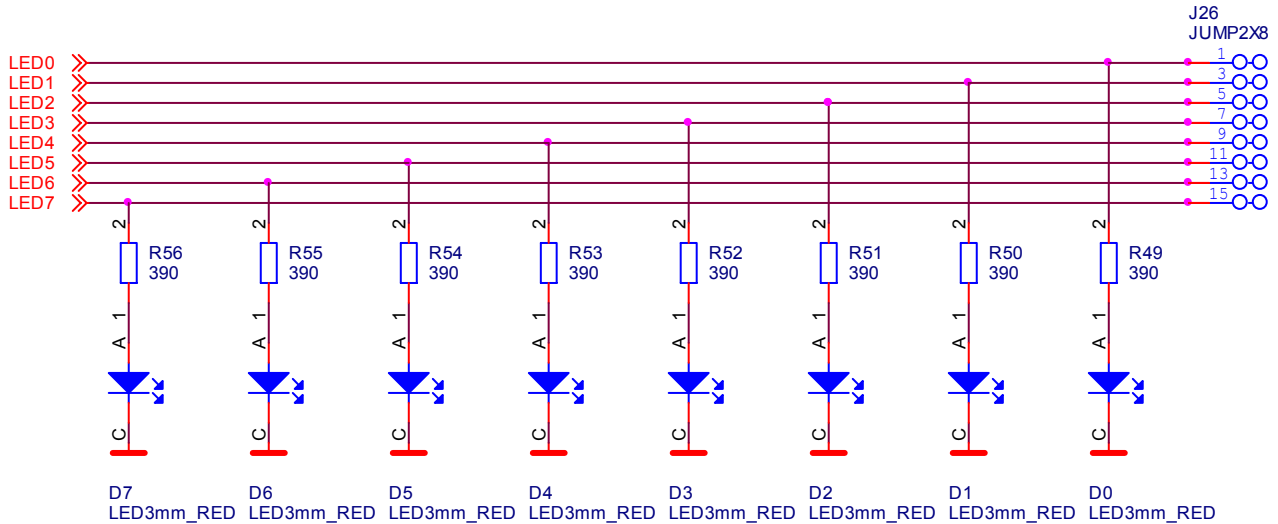 J26
JUMP2X8
LED0
1
LED1
3
LED2
5
LED3
7
LED4
9
LED5
11
LED6
13
LED7
15
2 2 2 2 2 2 2 2
R56 R55 R54 R53 R52 R51 R50 R49
390 390 390 390 390 390 390 390
1 1 1 1 1 1 1 1
A A A A A A A A
C C C C C C C C
D7 D6 D5 D4 D3 D2 D1 D0
LED3mm_RED LED3mm_RED LED3mm_RED LED3mm_RED LED3mm_RED LED3mm_RED LED3mm_RED LED3mm_RED